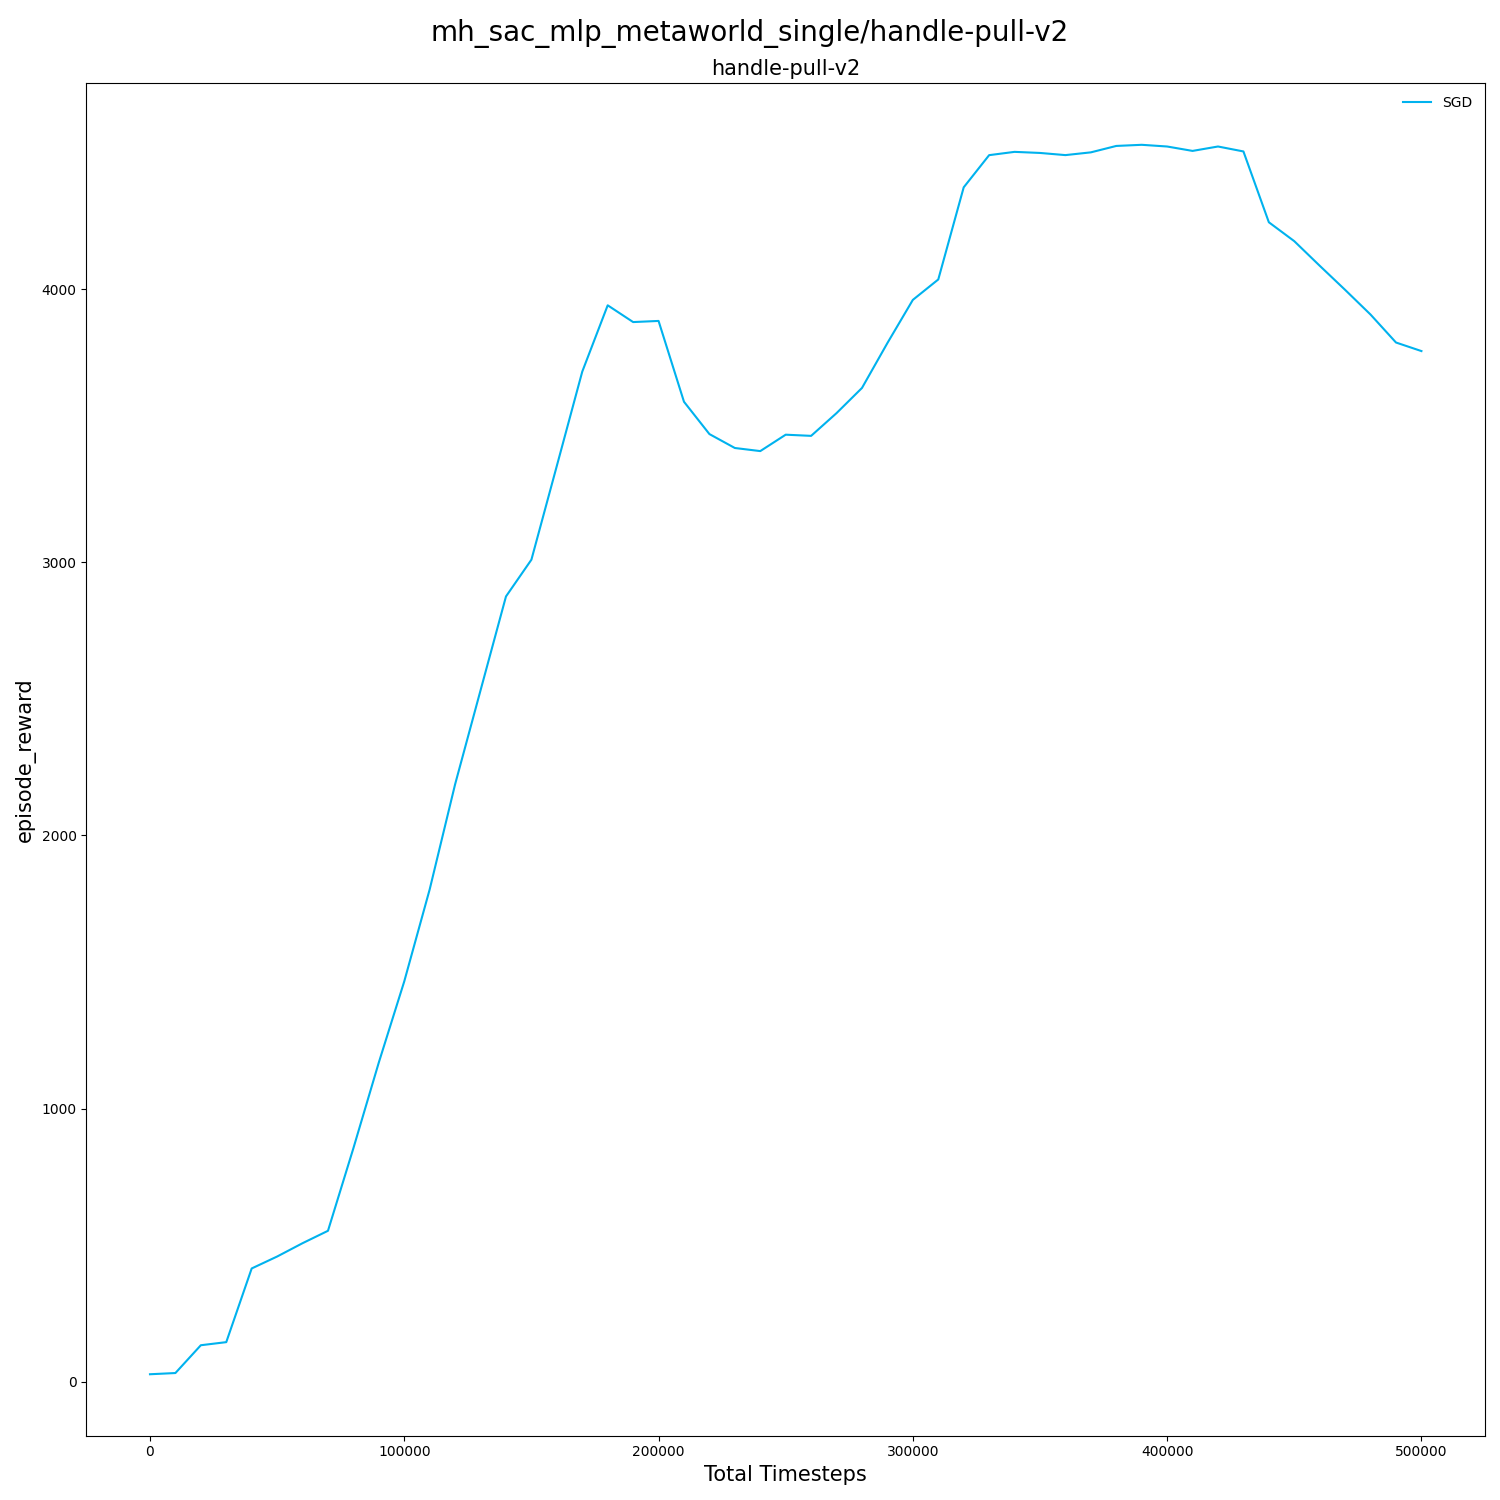 mh_sac_mlp_metaworld_single/handle-pull-v2
handle-pull-v2
SGD
4000
3000
2000
1000
0
episode_reward
0 100000 200000 300000 400000 500000
Total Timesteps